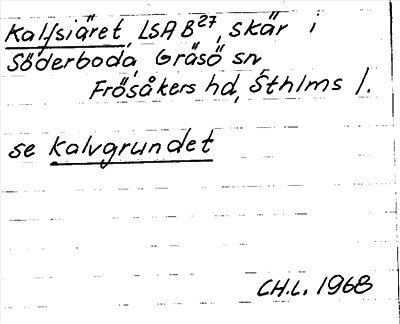 Kalfsiäret, LSA B27, skär i
Söderboda, Gräsö sn
Frösåkers hd, Sthlms l.
se Kalvgrundet
CH.L. 1968